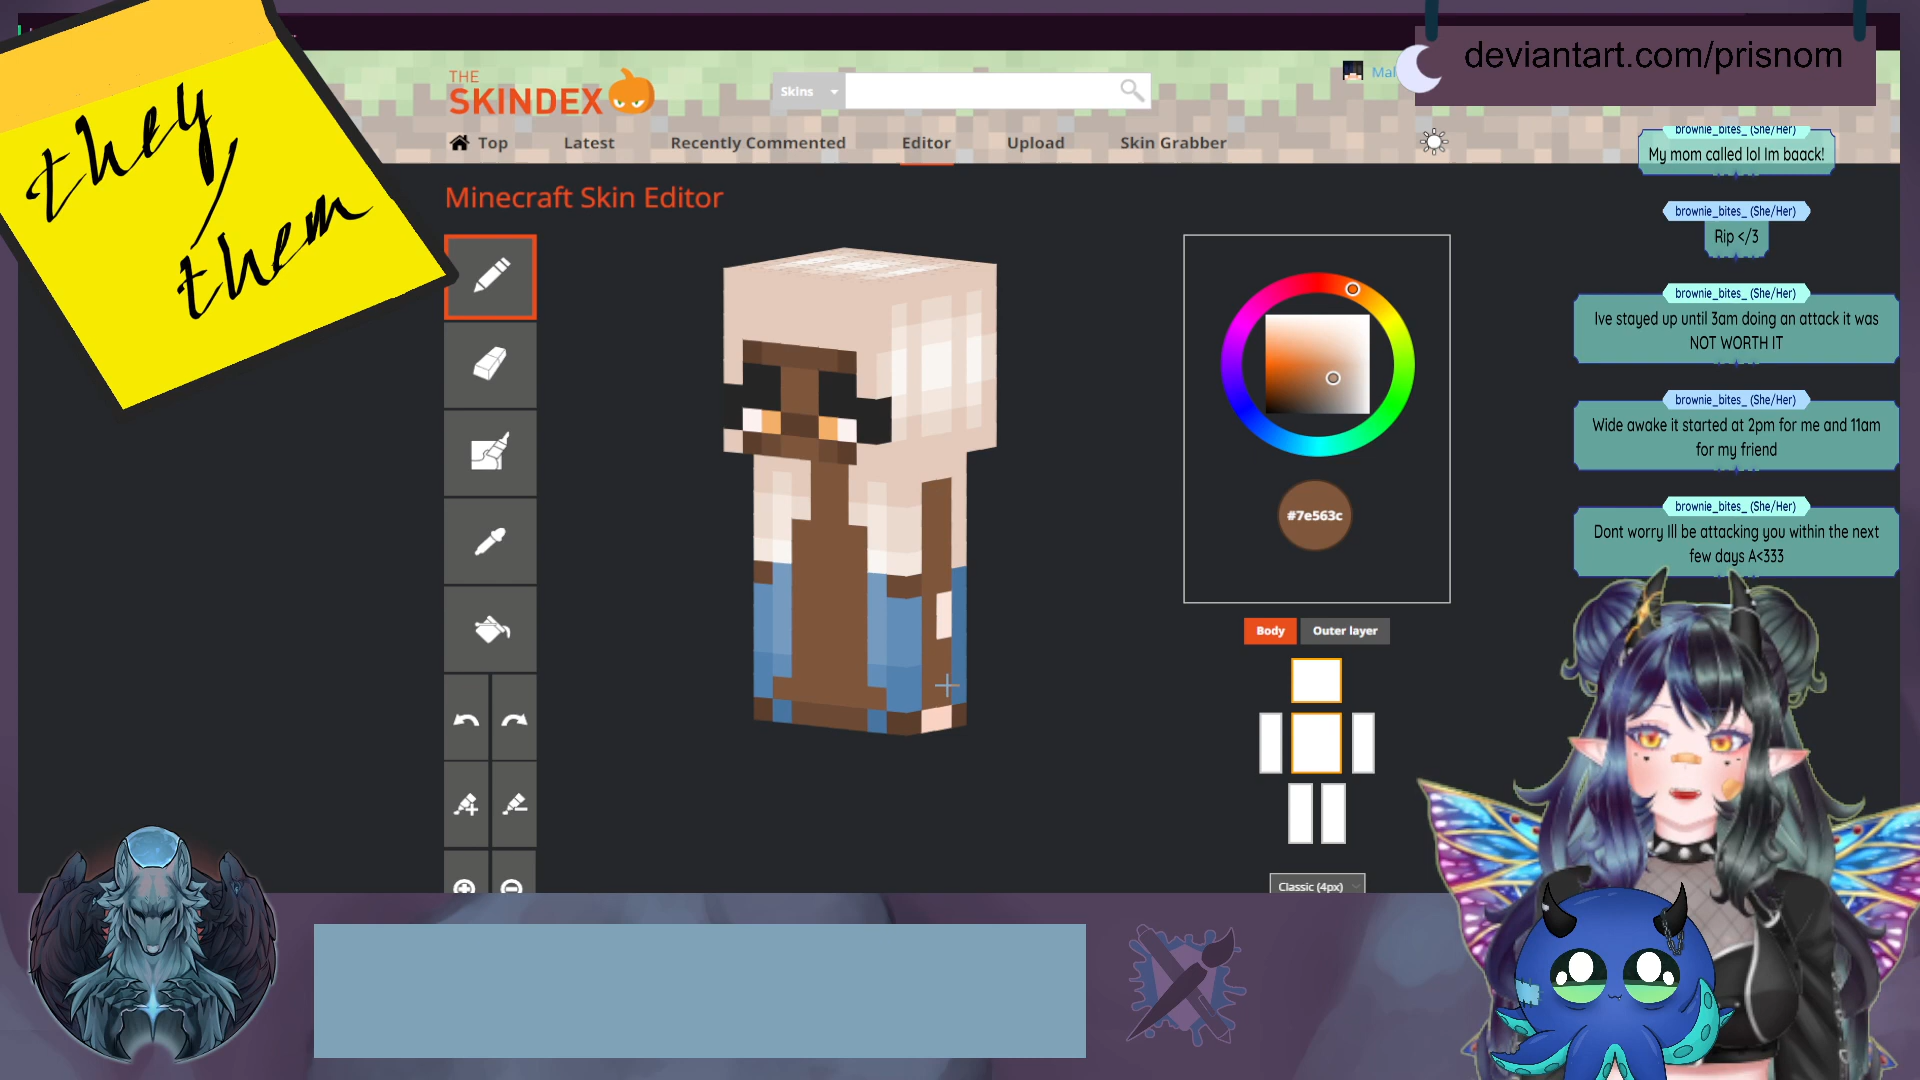 they
/
them
THE
SKINDEX
Skins
Mal
deviantart.com/prisnom
Top
Latest
Recently Commented
Editor
Upload
Skin Grabber
Minecraft Skin Editor
#7e563c
Body
Outer layer
Classic (4px)
brownie_bites_ (She/Her)
My mom called lol Im baack!
brownie_bites_ (She/Her)
Rip </3
brownie_bites_ (She/Her)
Ive stayed up until 3am doing an attack it was
NOT WORTH IT
brownie_bites_ (She/Her)
Wide awake it started at 2pm for me and 11am
for my friend
brownie_bites_ (She/Her)
Dont worry Ill be attacking you within the next
few days A<333